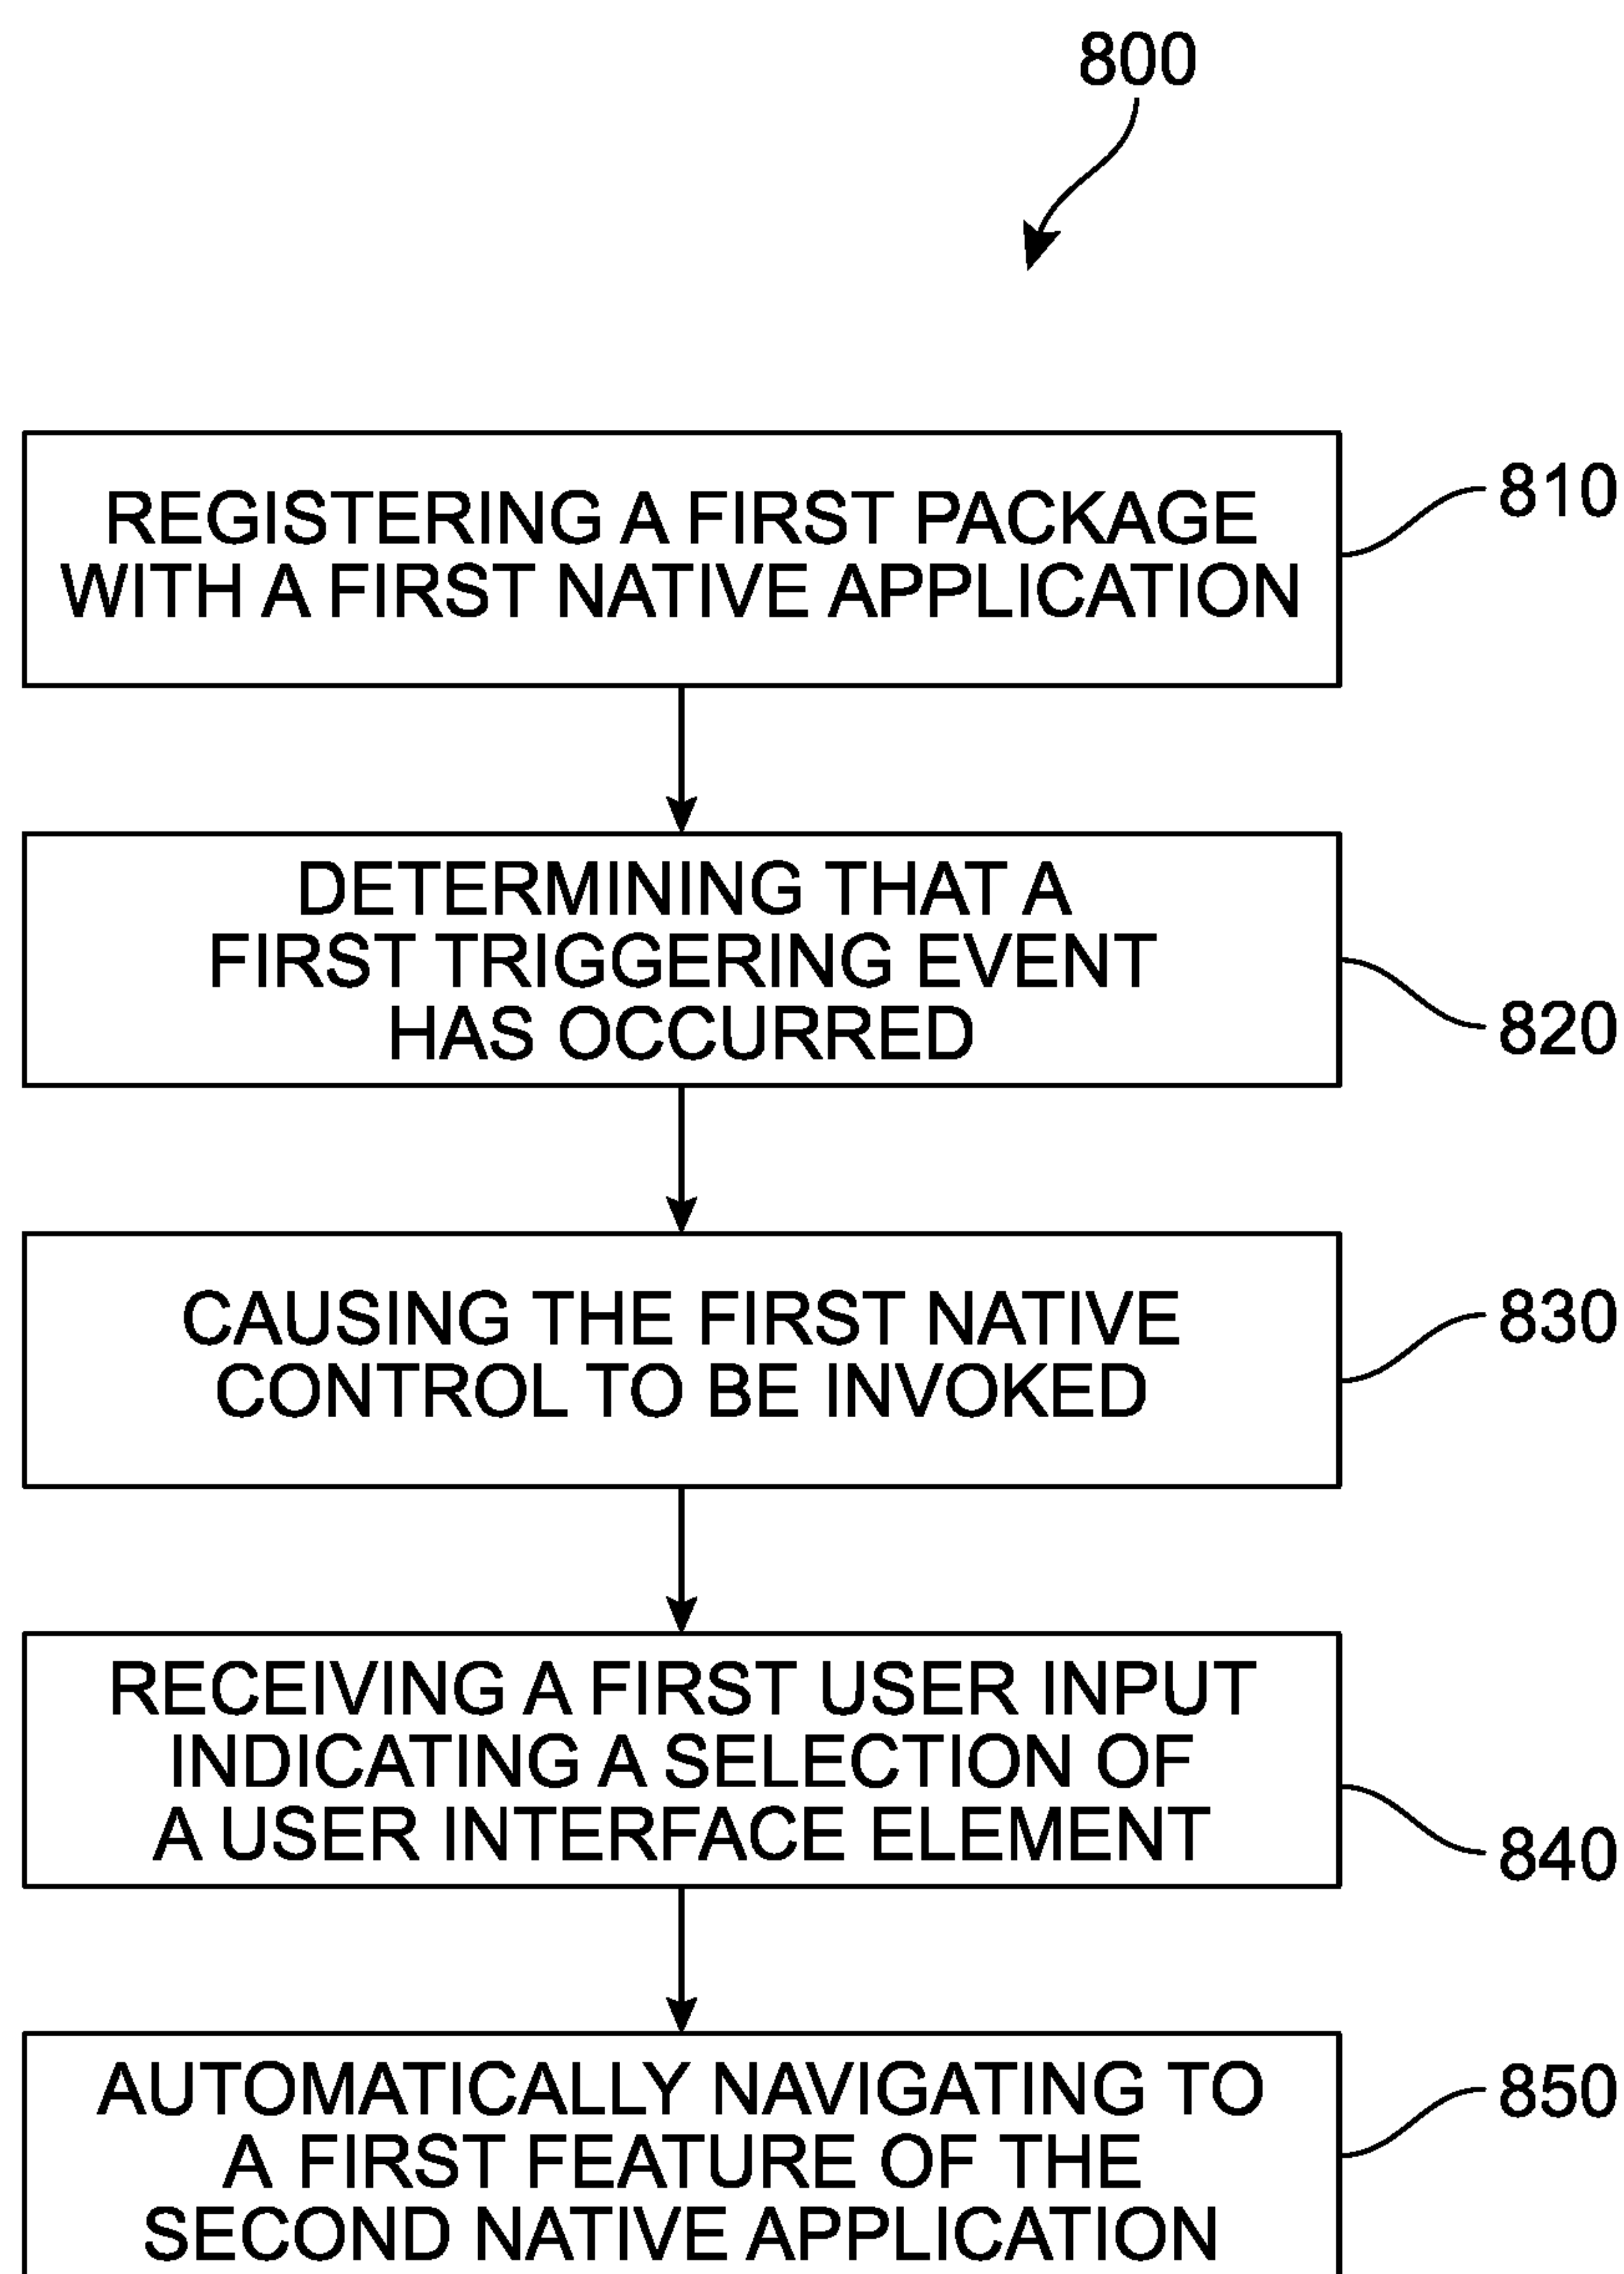 800
REGISTERING A FIRST PACKAGE
WITH A FIRST NATIVE APPLICATION
810
DETERMINING THAT A
FIRST TRIGGERING EVENT
HAS OCCURRED
820
CAUSING THE FIRST NATIVE
CONTROL TO BE INVOKED
830
RECEIVING A FIRST USER INPUT
INDICATING A SELECTION OF
A USER INTERFACE ELEMENT
840
AUTOMATICALLY NAVIGATING TO
A FIRST FEATURE OF THE
SECOND NATIVE APPLICATION
850